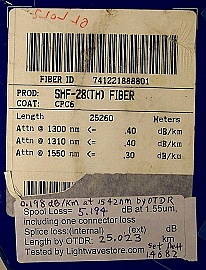 FIBER ID 741221888801
PROD: SMF-28(TM) FIBER
COAT: CPC6
Length 25260 Meters
Attn @ 1300 nm <= .40 dB/km
Attn @ 1310 nm <= .40 dB/km
Attn @ 1550 nm <= .30 dB/km
0.198 dB/km at 1542nm by OTDR
Spool Loss= 5.194 dB at 1.55um,
including one connector loss
Splice loss:(internal) (ext) dB
Length by OTDR: 25.023 km
Tested by Lightwavestore.com